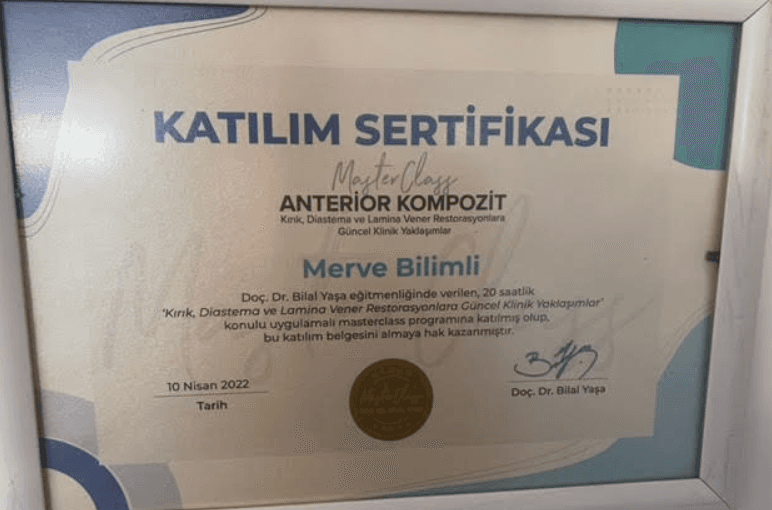 KATILIM SERTİFİKASI
MasterClass
ANTERİOR KOMPOZİT
Kırık, Diastema ve Lamina Vener Restorasyonlara
Güncel Klinik Yaklaşımlar
Merve Bilimli
Doç. Dr. Bilal Yaşa eğitmenliğinde verilen, 20 saatlik
'Kırık, Diastema ve Lamina Vener Restorasyonlara Güncel Klinik Yaklaşımlar'
konulu uygulamalı masterclass programına katılmış olup,
bu katılım belgesini almaya hak kazanmıştır.
10 Nisan 2022
Tarih
MasterClass
Doç. Dr. Bilal Yaşa